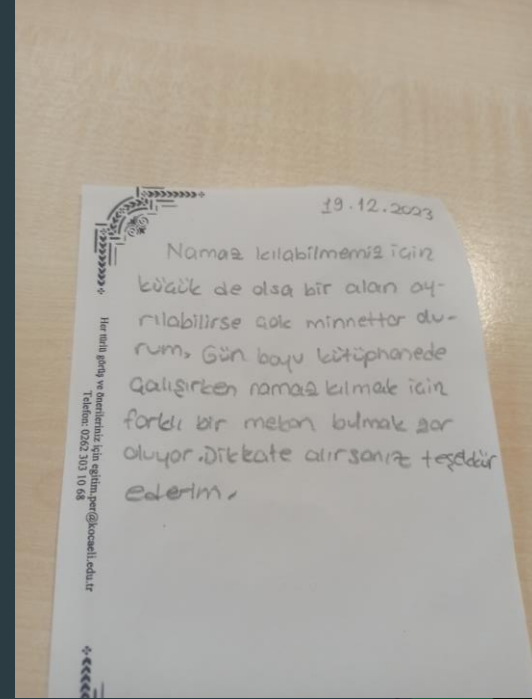 19.12.2023
Namaz kılabilmemiz için
küçük de olsa bir alan ay-
rılabilirse çok minnettar olu-
rum. Gün boyu kütüphanede
çalışırken namaz kılmak için
farklı bir mekan bulmak zor
oluyor. Dikkate alırsanız teşekkür
ederim.
Her türlü görüş ve önerileriniz için egitim.per@kocaeli.edu.tr
Telefon: 0262 303 10 68